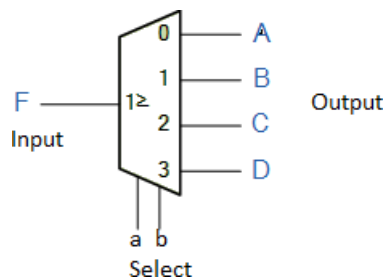 0 A
1 B
F 1≥ Output
Input 2 C
3 D
a b
Select